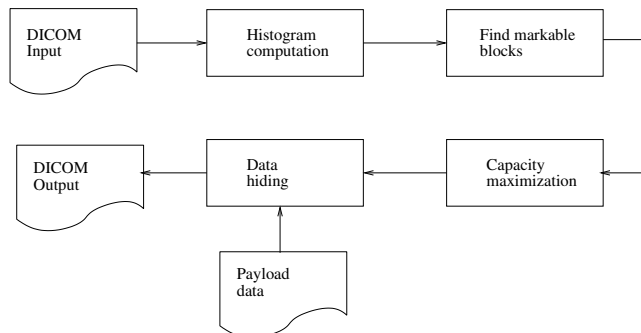 DICOM
Input
Histogram
computation
Find markable
blocks
DICOM
Output
Data
hiding
Capacity
maximization
Payload
data